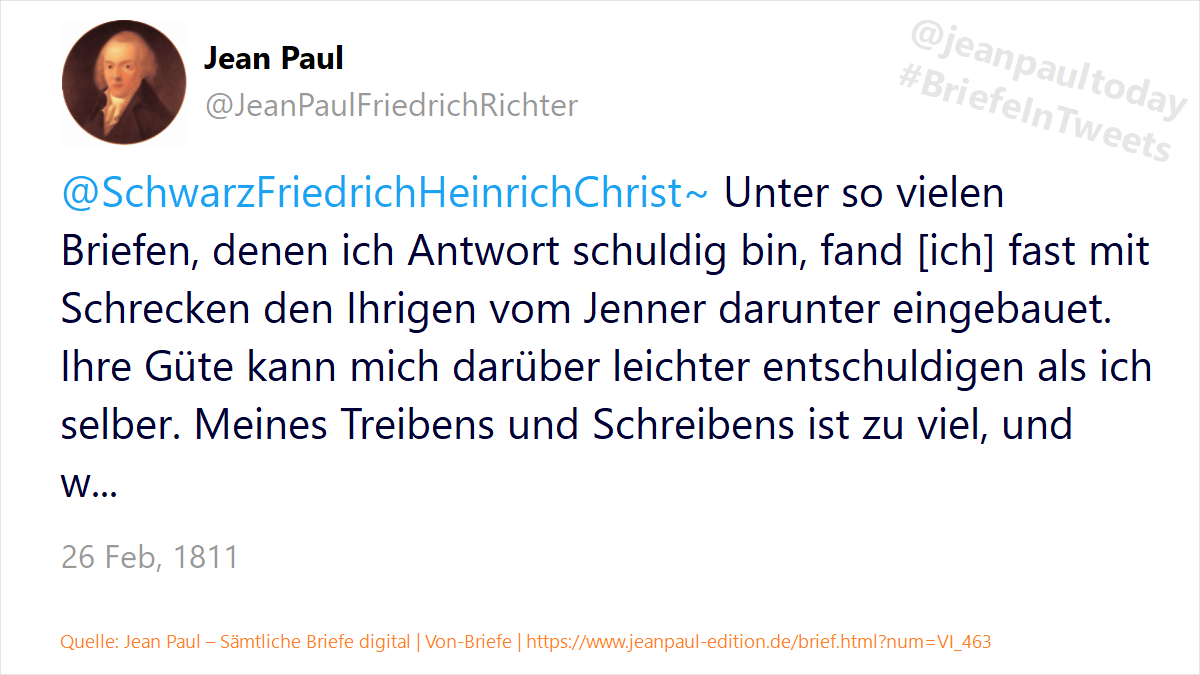 Jean Paul
@JeanPaulFriedrichRichter
@jeanpaultoday
#BriefeInTweets
@SchwarzFriedrichHeinrichChrist~ Unter so vielen
Briefen, denen ich Antwort schuldig bin, fand [ich] fast mit
Schrecken den Ihrigen vom Jenner darunter eingebauet.
Ihre Güte kann mich darüber leichter entschuldigen als ich
selber. Meines Treibens und Schreibens ist zu viel, und
w...
26 Feb, 1811
Quelle: Jean Paul – Sämtliche Briefe digital | Von-Briefe | https://www.jeanpaul-edition.de/brief.html?num=VI_463